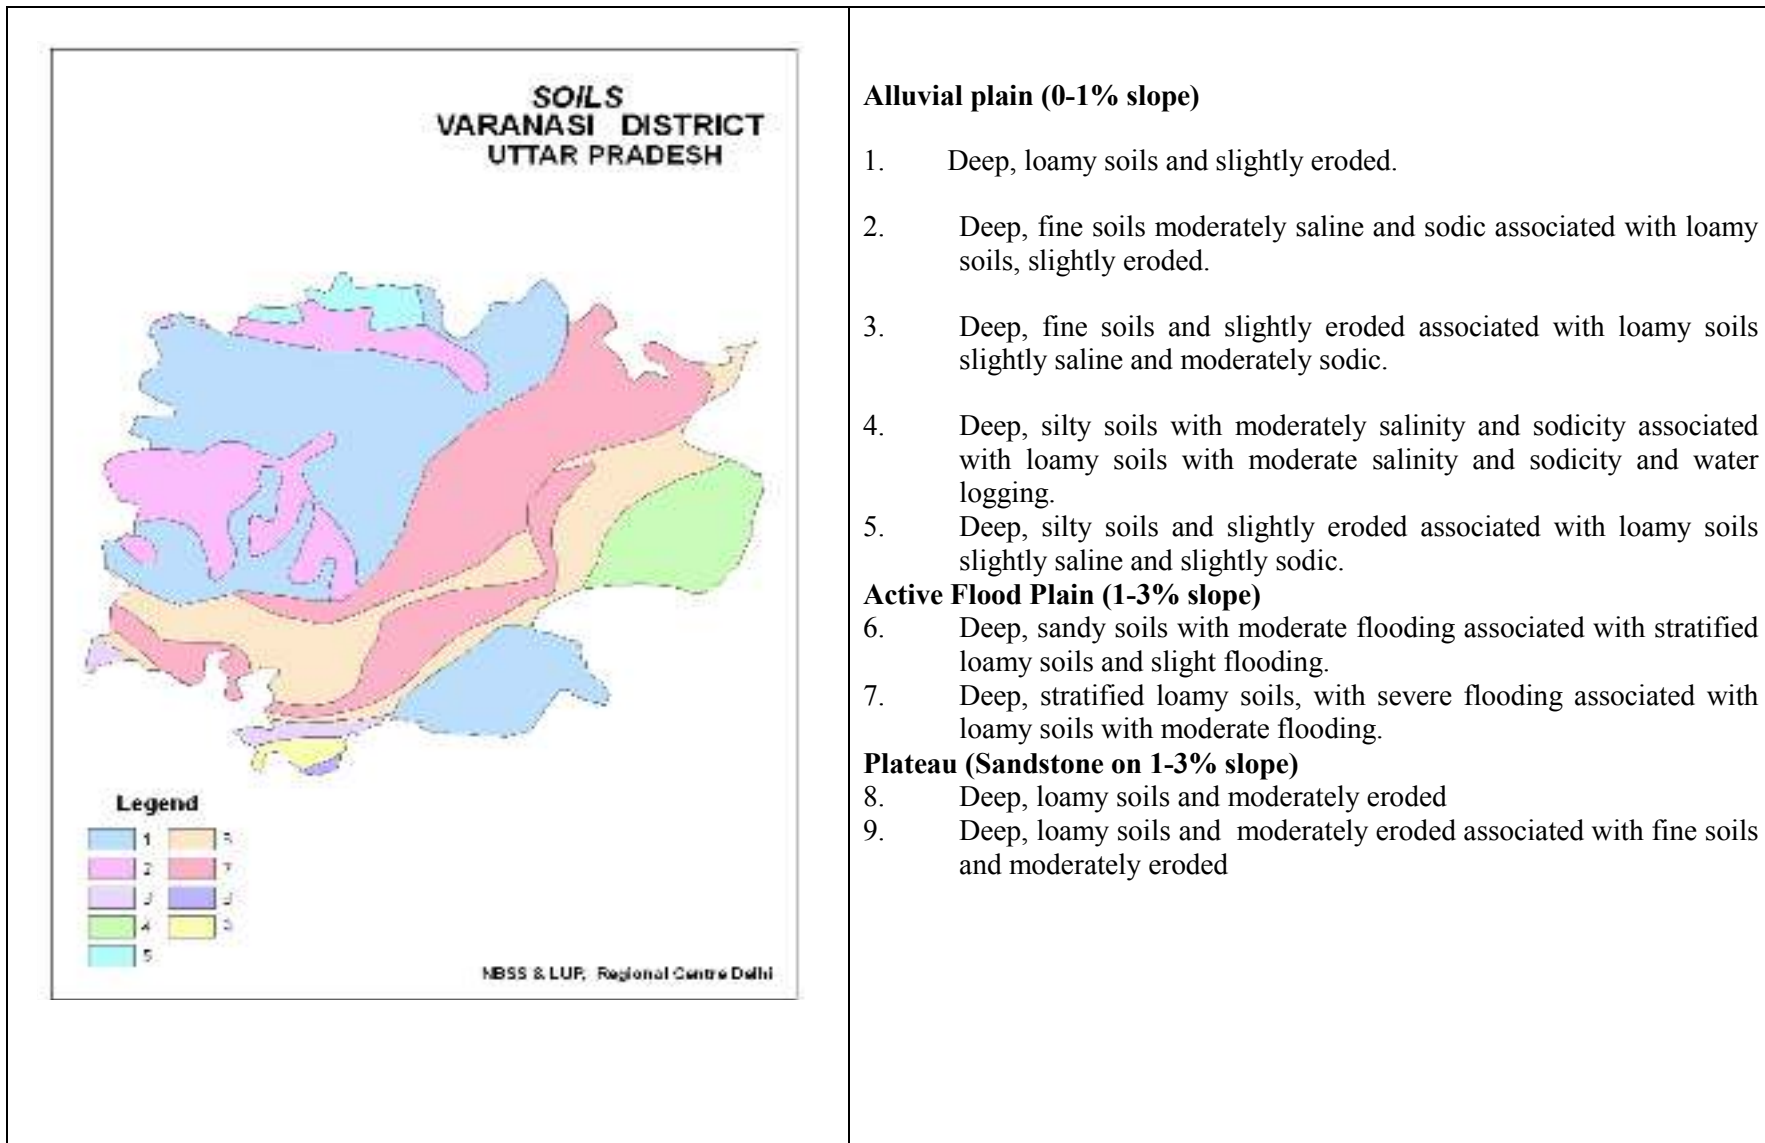 SOILS
VARANASI DISTRICT
UTTAR PRADESH
Legend
1
2
3
4
5
7
NBSS & LUP, Regional Centre Delhi
Alluvial plain (0-1% slope)
1. Deep, loamy soils and slightly eroded.
2. Deep, fine soils moderately saline and sodic associated with loamy
soils, slightly eroded.
3. Deep, fine soils and slightly eroded associated with loamy soils
slightly saline and moderately sodic.
4. Deep, silty soils with moderately salinity and sodicity associated
with loamy soils with moderate salinity and sodicity and water
logging.
5. Deep, silty soils and slightly eroded associated with loamy soils
slightly saline and slightly sodic.
Active Flood Plain (1-3% slope)
6. Deep, sandy soils with moderate flooding associated with stratified
loamy soils and slight flooding.
7. Deep, stratified loamy soils, with severe flooding associated with
loamy soils with moderate flooding.
Plateau (Sandstone on 1-3% slope)
8. Deep, loamy soils and moderately eroded
9. Deep, loamy soils and moderately eroded associated with fine soils
and moderately eroded